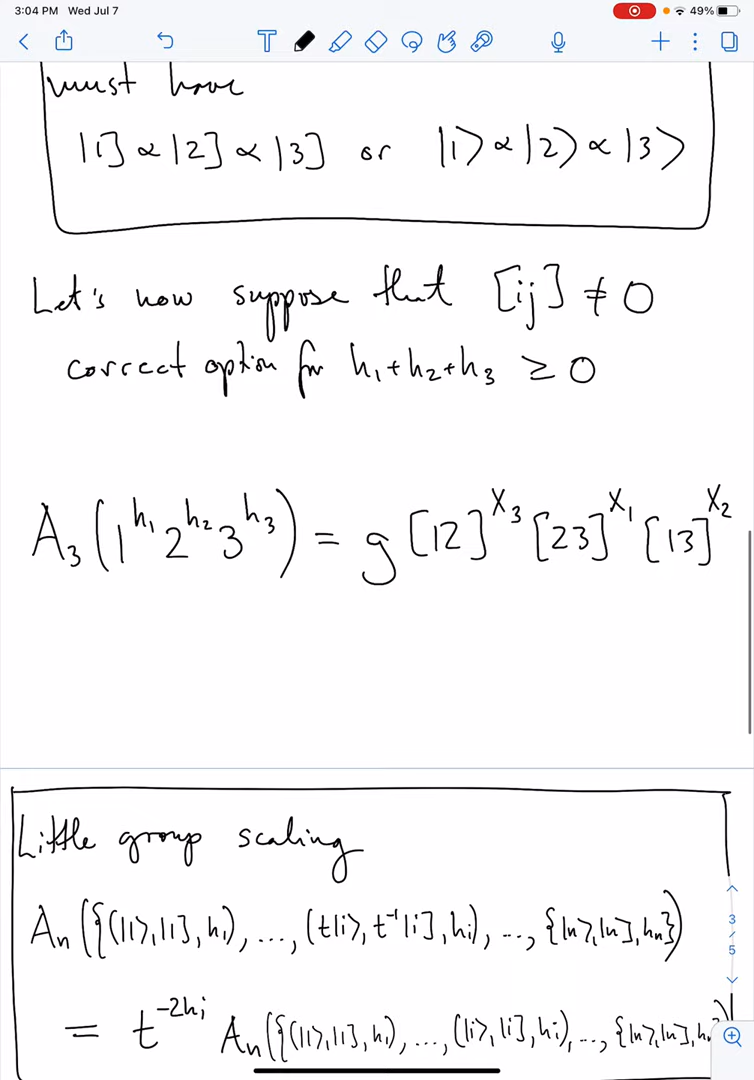 3:04 PM Wed Jul 7 49%
must have
|1] ∝ |2] ∝ |3] or |1⟩ ∝ |2⟩ ∝ |3⟩
Let's now suppose that [ij] ≠ 0
correct option for h₁+h₂+h₃ ≥ 0
A₃(1^{h₁} 2^{h₂} 3^{h₃}) = g [12]^{X₃} [23]^{X₁} [13]^{X₂}
Little group scaling
Aₙ({(|1⟩,|1],h₁), ..., (t|i⟩,t⁻¹|i],hᵢ), ..., {|n⟩,|n],hₙ})
= t^{-2hᵢ} Aₙ({(|1⟩,|1],h₁), ..., (|i⟩,|i],hᵢ), ..., {|n⟩,|n],
3
/
5